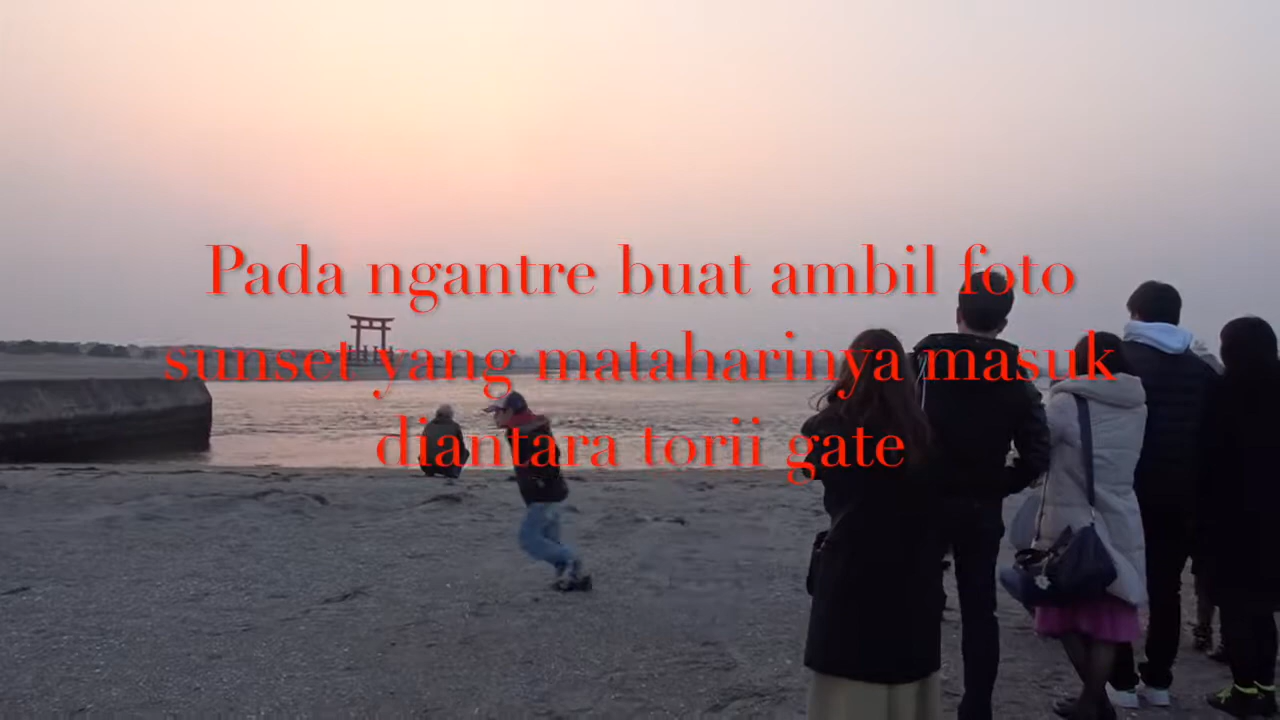 Pada ngantre buat ambil foto
sunset yang mataharinya masuk
diantara torii gate